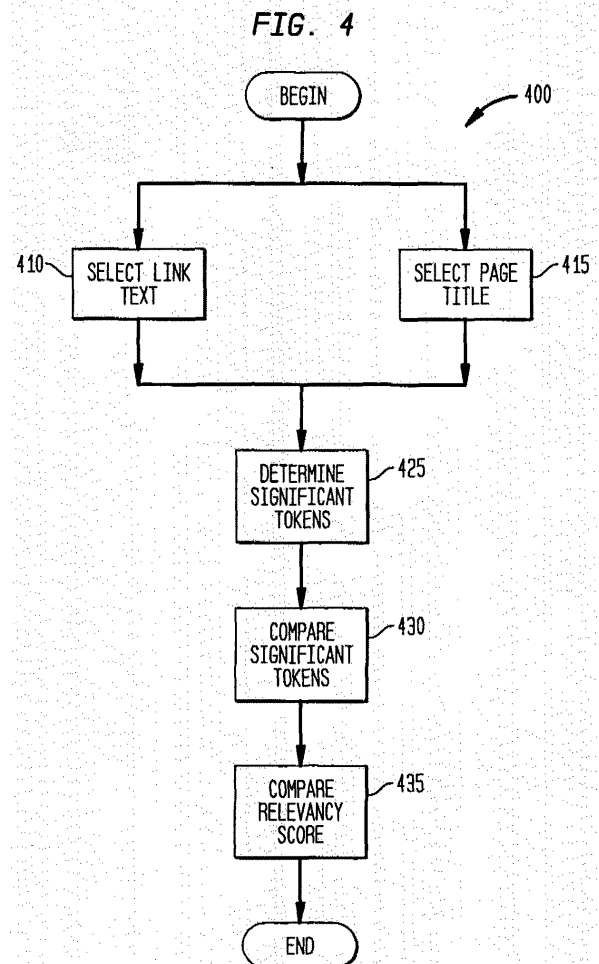 FIG. 4
BEGIN
400
410
SELECT LINK
TEXT
SELECT PAGE
TITLE
415
DETERMINE
SIGNIFICANT
TOKENS
425
COMPARE
SIGNIFICANT
TOKENS
430
COMPARE
RELEVANCY
SCORE
435
END